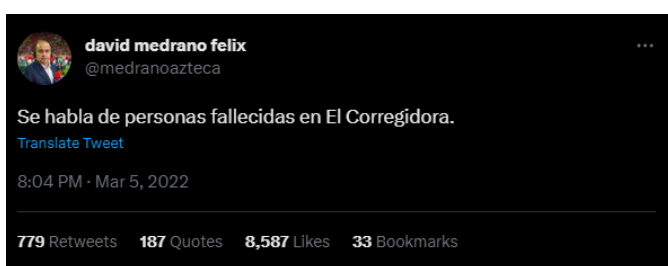 david medrano felix
@medranoazteca
Se habla de personas fallecidas en El Corregidora.
Translate Tweet
8:04 PM · Mar 5, 2022
779 Retweets 187 Quotes 8,587 Likes 33 Bookmarks